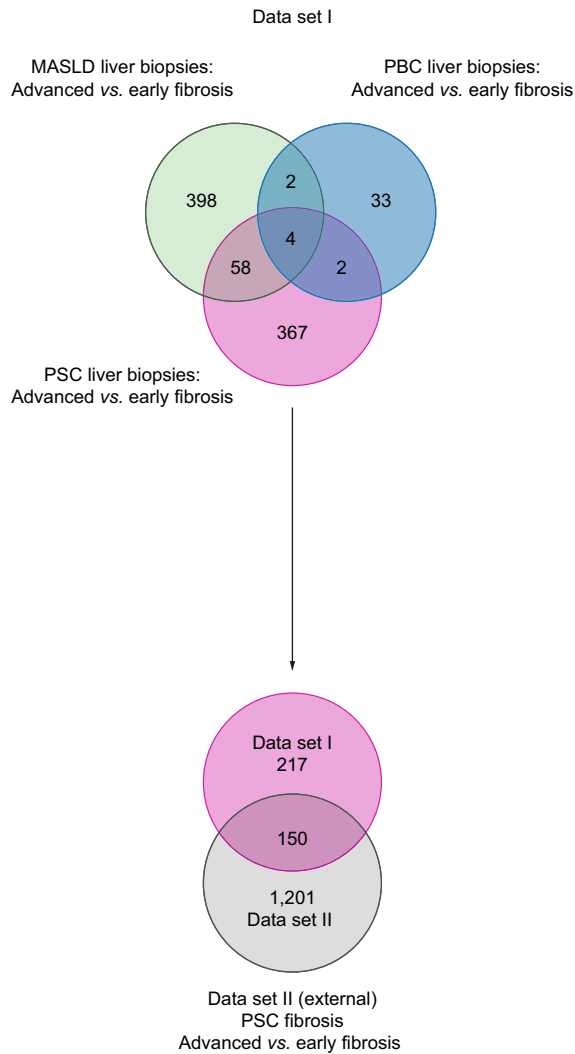 Data set I
MASLD liver biopsies:
Advanced vs. early fibrosis
PBC liver biopsies:
Advanced vs. early fibrosis
398
2
33
4
58
2
367
PSC liver biopsies:
Advanced vs. early fibrosis
Data set I
217
150
1,201
Data set II
Data set II (external)
PSC fibrosis
Advanced vs. early fibrosis